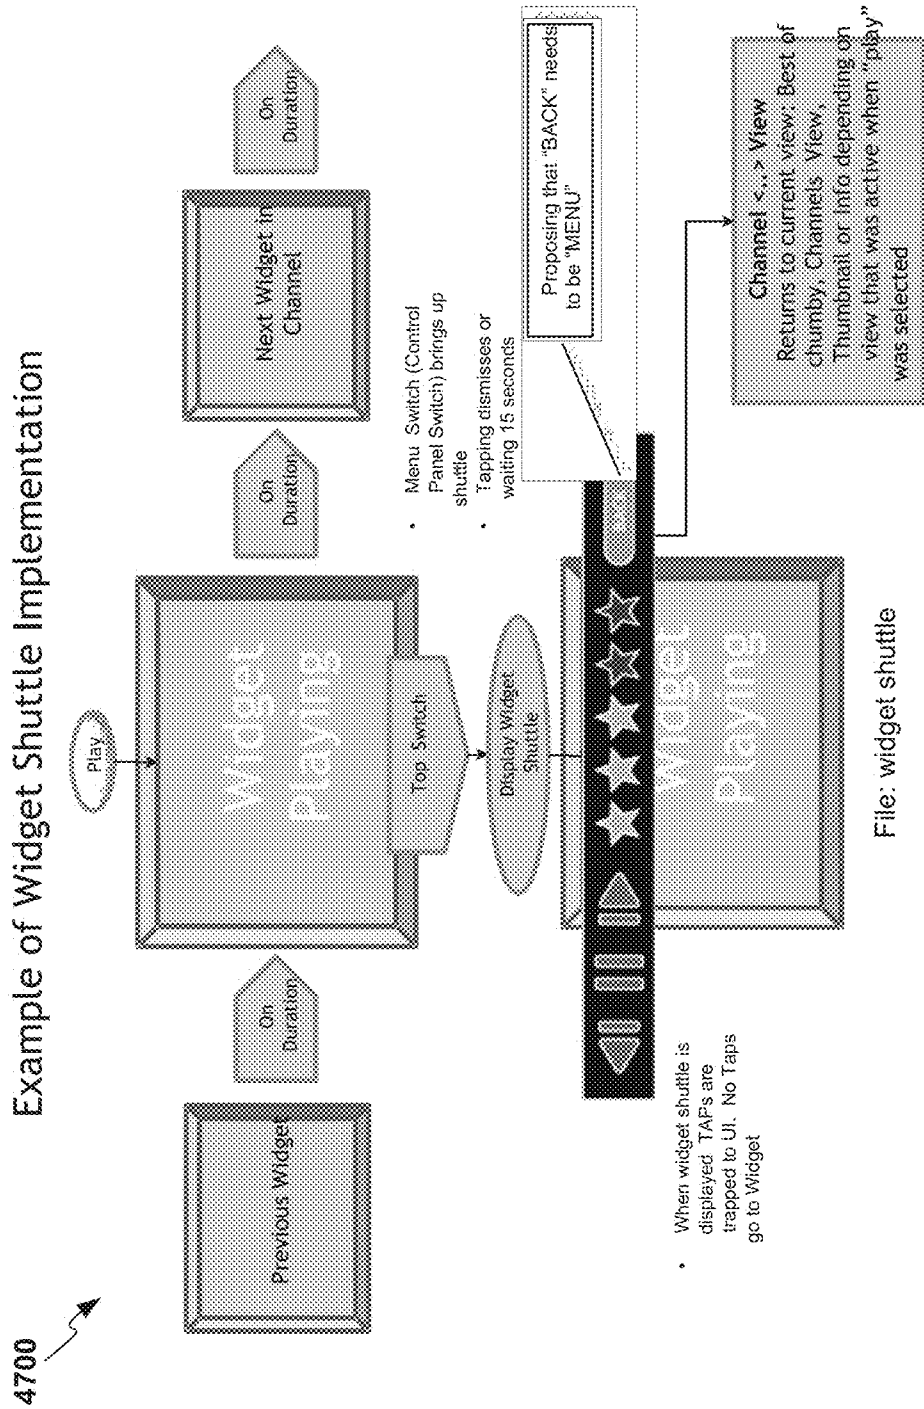 4700
Example of Widget Shuttle Implementation
Play
Previous Widget
On
Duration
Widget
Playing
On
Duration
Next Widget in
Channel
On
Duration
Top Switch
• Menu Switch (Control
Panel Switch) brings up
shuttle
• Tapping dismisses or
waiting 15 seconds
Display Widget
Shuttle
Proposing that "BACK" needs
to be "MENU"
Widget
Playing
• When widget shuttle is
displayed TAPs are
trapped to UI. No Taps
go to Widget
Channel <..> View
Returns to current view: Best of
chumby, Channels View,
Thumbnail or Info depending on
view that was active when "play"
was selected
File: widget shuttle